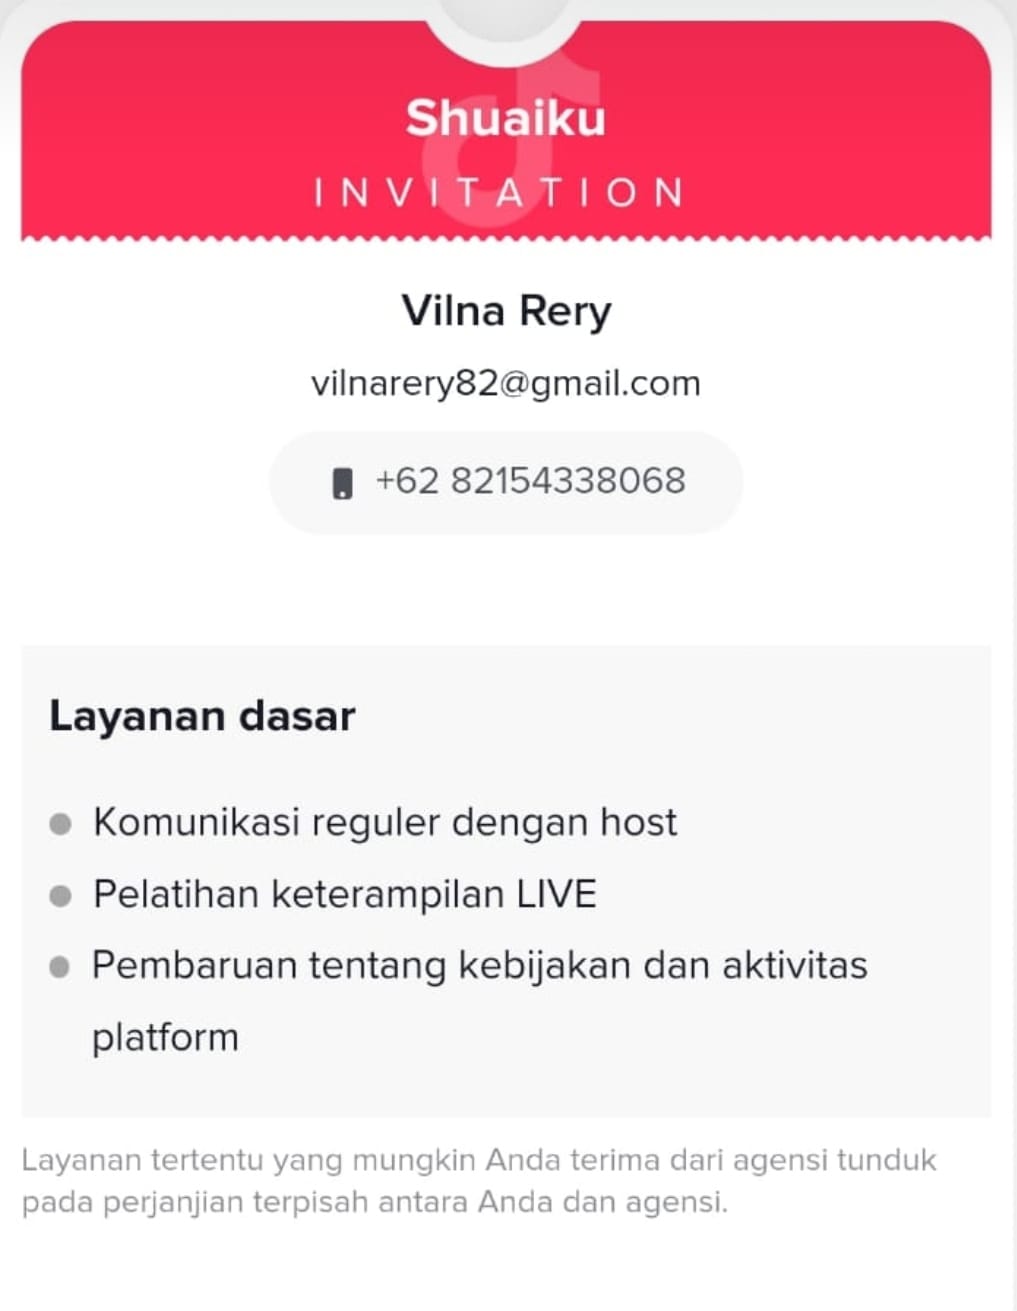 Shuaiku
INVITATION
Vilna Rery
vilnarery82@gmail.com
+62 82154338068
Layanan dasar
Komunikasi reguler dengan host
Pelatihan keterampilan LIVE
Pembaruan tentang kebijakan dan aktivitas
platform
Layanan tertentu yang mungkin Anda terima dari agensi tunduk
pada perjanjian terpisah antara Anda dan agensi.